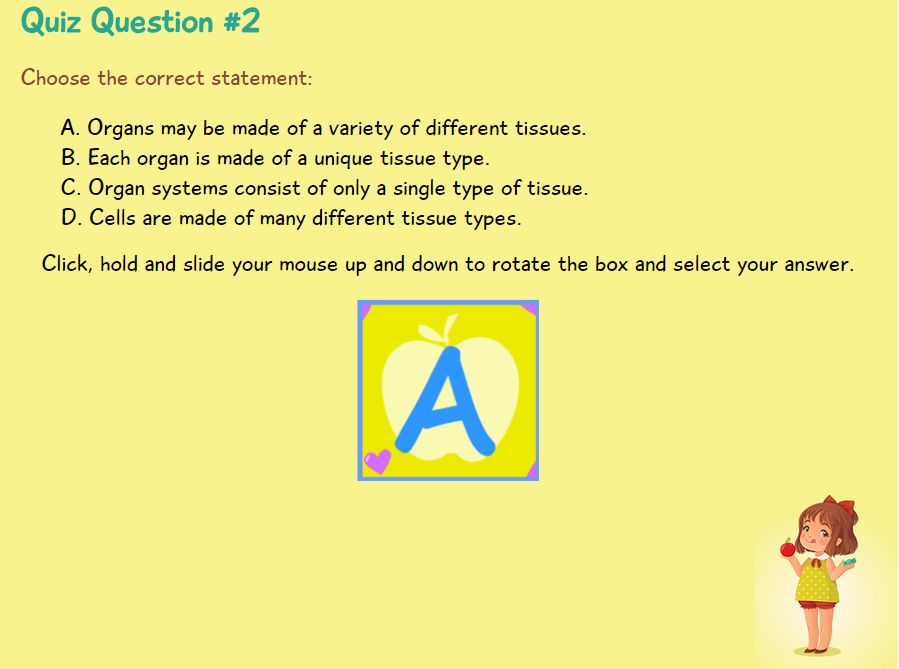 Quiz Question #2
Choose the correct statement:
A. Organs may be made of a variety of different tissues.
B. Each organ is made of a unique tissue type.
C. Organ systems consist of only a single type of tissue.
D. Cells are made of many different tissue types.
Click, hold and slide your mouse up and down to rotate the box and select your answer.
A